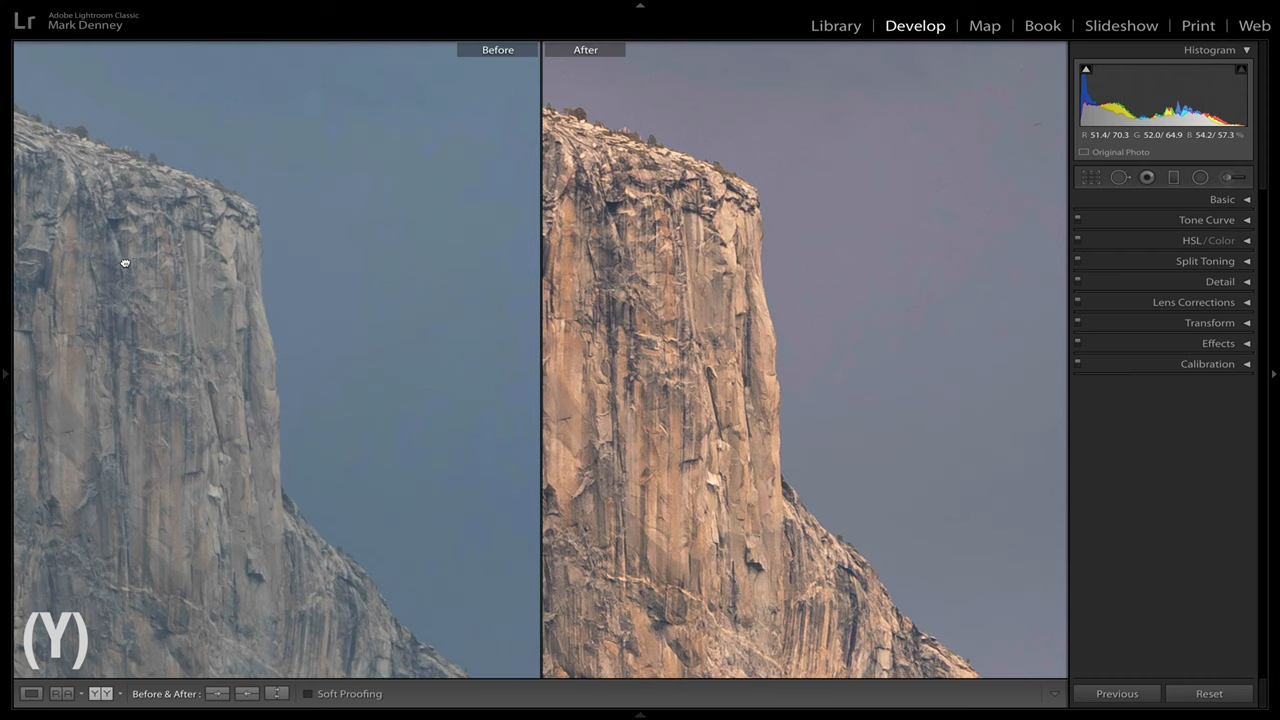 Lr
Adobe Lightroom Classic
Mark Denney
Library | Develop | Map | Book | Slideshow | Print | Web
Before
After
Histogram
R 51.4/ 70.3 G 52.0/ 64.9 B 54.2/ 57.3 %
Original Photo
Basic
Tone Curve
HSL / Color
Split Toning
Detail
Lens Corrections
Transform
Effects
Calibration
(Y)
R A
Y Y
Before & After :
Soft Proofing
Previous
Reset